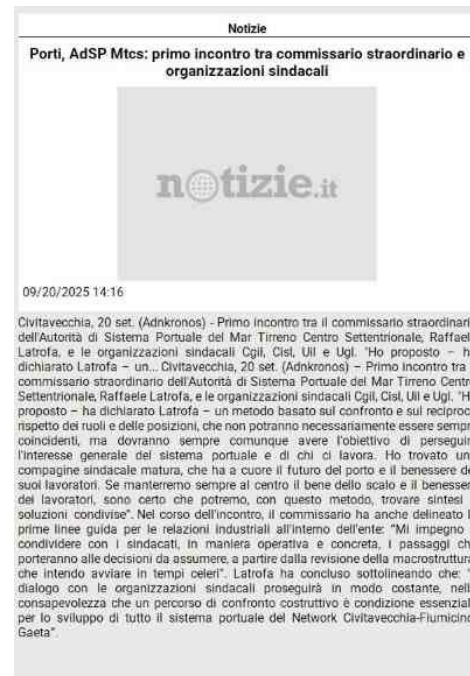 Notizie
Porti, AdSP Mtcs: primo incontro tra commissario straordinario e
organizzazioni sindacali
notizie.it
09/20/2025 14:16
Civitavecchia, 20 set. (Adnkronos) - Primo incontro tra il commissario straordinari
dell'Autorità di Sistema Portuale del Mar Tirreno Centro Settentrionale, Raffael
Latrofa, e le organizzazioni sindacali Cgil, Cisl, Uil e Ugl. "Ho proposto – h
dichiarato Latrofa – un... Civitavecchia, 20 set. (Adnkronos) – Primo incontro tra
commissario straordinario dell'Autorità di Sistema Portuale del Mar Tirreno Centr
Settentrionale, Raffaele Latrofa, e le organizzazioni sindacali Cgil, Cisl, Uil e Ugl. "H
proposto – ha dichiarato Latrofa – un metodo basato sul confronto e sul reciproc
rispetto dei ruoli e delle posizioni, che non potranno necessariamente essere sempr
coincidenti, ma dovranno sempre comunque avere l'obiettivo di perseguir
l'interesse generale del sistema portuale e di chi ci lavora. Ho trovato un
compagine sindacale matura, che ha a cuore il futuro del porto e il benessere de
suoi lavoratori. Se manterremo sempre al centro il bene dello scalo e il benesser
dei lavoratori, sono certo che potremo, con questo metodo, trovare sintesi
soluzioni condivise". Nel corso dell'incontro, il commissario ha anche delineato l
prime linee guida per le relazioni industriali all'interno dell'ente: "Mi impegno
condividere con i sindacati, in maniera operativa e concreta, i passaggi ch
porteranno alle decisioni da assumere, a partire dalla revisione della macrostruttura
che intendo avviare in tempi celeri". Latrofa ha concluso sottolineando che: "
dialogo con le organizzazioni sindacali proseguirà in modo costante, nell
consapevolezza che un percorso di confronto costruttivo è condizione essenzial
per lo sviluppo di tutto il sistema portuale del Network Civitavecchia-Fiumicino
Gaeta".